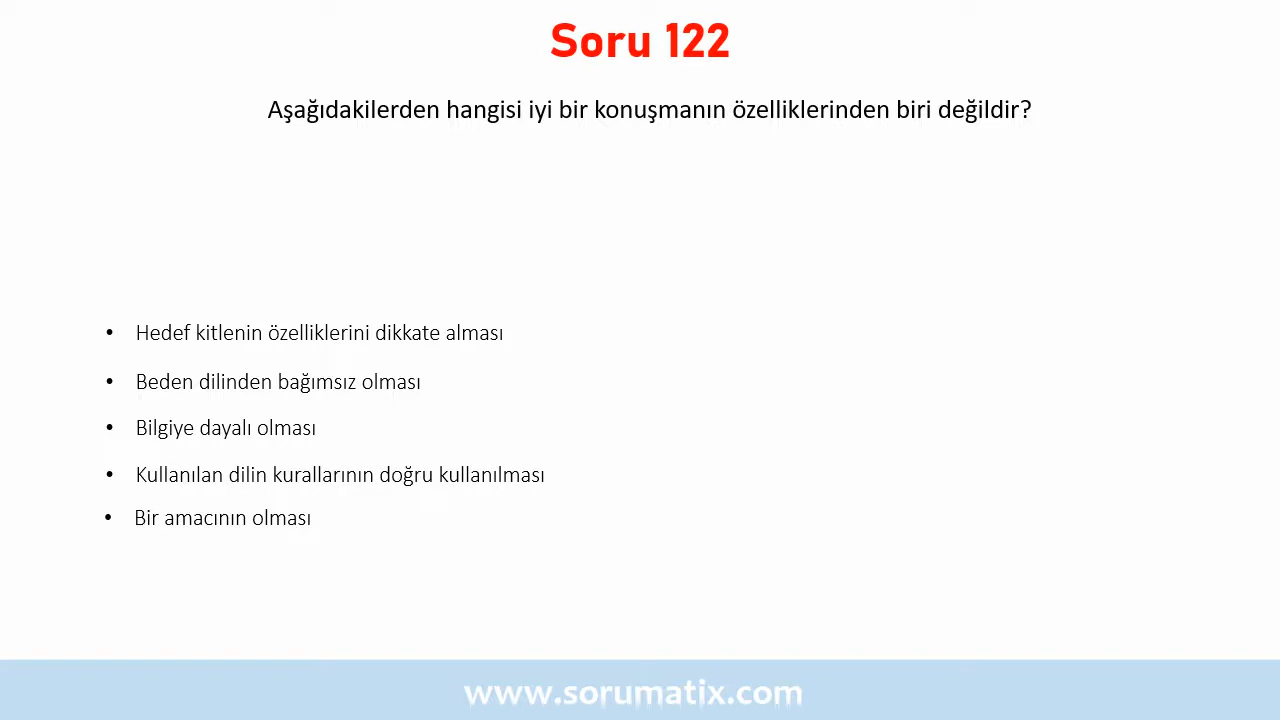 Soru 122
Aşağıdakilerden hangisi iyi bir konuşmanın özelliklerinden biri değildir?
• Hedef kitlenin özelliklerini dikkate alması
• Beden dilinden bağımsız olması
• Bilgiye dayalı olması
• Kullanılan dilin kurallarının doğru kullanılması
• Bir amacının olması
www.sorumatix.com